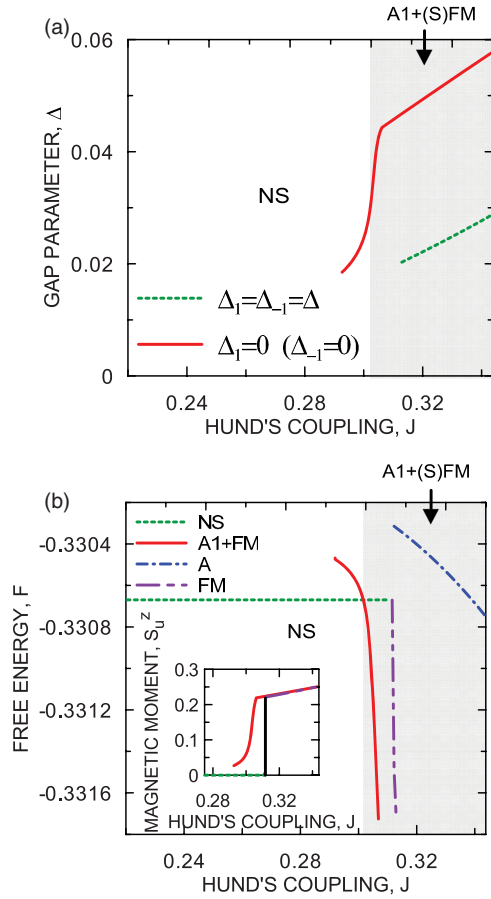 A1+(S)FM
(a)
0.06
0.04
0.02
0
GAP PARAMETER, Δ
NS
Δ₁=Δ₋₁=Δ
Δ₁=0 (Δ₋₁=0)
0.24 0.28 0.32
HUND'S COUPLING, J
A1+(S)FM
(b)
NS
A1+FM
A
FM
-0.3304
-0.3308
-0.3312
-0.3316
FREE ENERGY, F
NS
MAGNETIC MOMENT, Sᵤᶻ
0.3
0.2
0.1
0
0.28 0.32
HUND'S COUPLING, J
0.24 0.28 0.32
HUND'S COUPLING, J